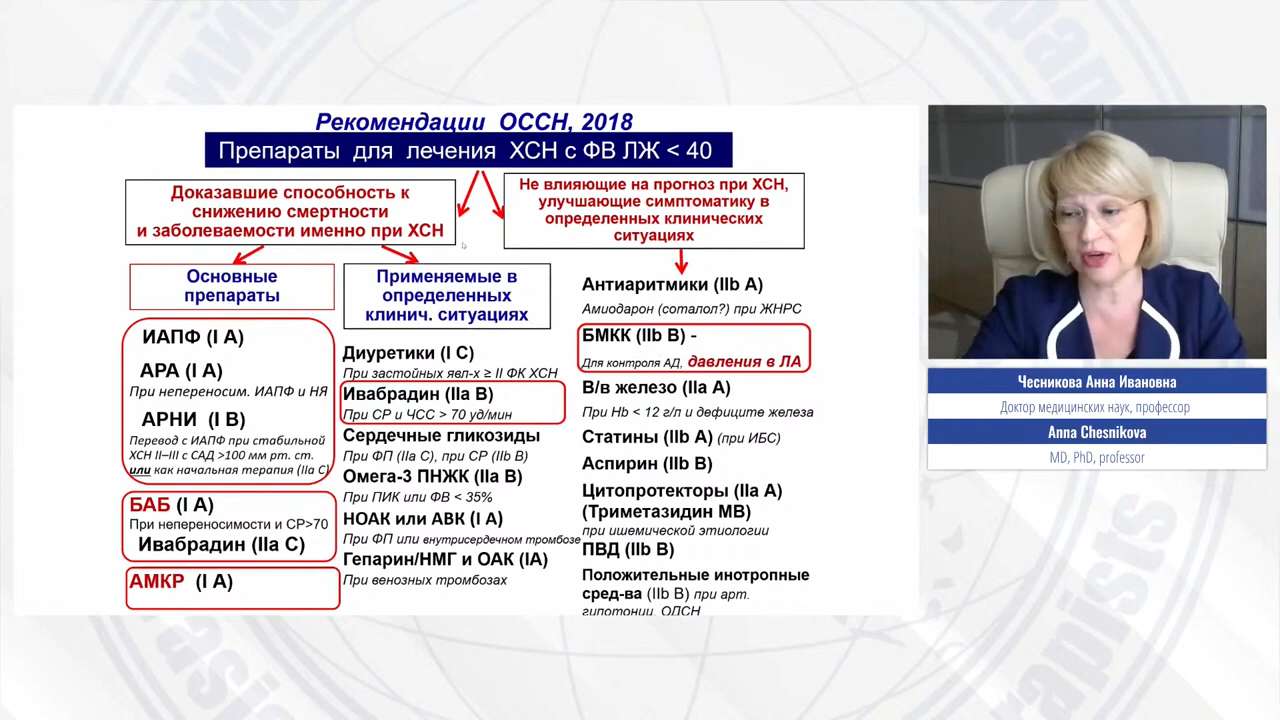 Рекомендации ОССН, 2018
Препараты для лечения ХСН с ФВ ЛЖ < 40
Доказавшие способность к
снижению смертности
и заболеваемости именно при ХСН
Не влияющие на прогноз при ХСН,
улучшающие симптоматику в
определенных клинических
ситуациях
Основные
препараты
ИАПФ (I A)
АРА (I A)
При непереносим. ИАПФ и НЯ
АРНИ (I B)
Перевод с ИАПФ при стабильной
ХСН II–III с САД >100 мм рт. ст.
или как начальная терапия (IIa C)
БАБ (I A)
При непереносимости и СР>70
Ивабрадин (IIa C)
АМКР (I A)
Применяемые в
определенных
клинич. ситуациях
Диуретики (I C)
При застойных явл-х ≥ II ФК ХСН
Ивабрадин (IIa B)
При СР и ЧСС > 70 уд/мин
Сердечные гликозиды
При ФП (IIa C), при СР (IIb B)
Омега-3 ПНЖК (IIa B)
При ПИК или ФВ < 35%
НОАК или АВК (I A)
При ФП или внутрисердечном тромбозе
Гепарин/НМГ и ОАК (IA)
При венозных тромбозах
Антиаритмики (IIb A)
Амиодарон (соталол?) при ЖНРС
БМКК (IIb B) -
Для контроля АД, давления в ЛА
В/в железо (IIa A)
При Hb < 12 г/л и дефиците железа
Статины (IIb A) (при ИБС)
Аспирин (IIb B)
Цитопротекторы (IIa A)
(Триметазидин МВ)
при ишемической этиологии
ПВД (IIb B)
Положительные инотропные
сред-ва (IIb B) при арт.
гипотонии, ОДСН
Чесникова Анна Ивановна
Доктор медицинских наук, профессор
Anna Chesnikova
MD, PhD, professor